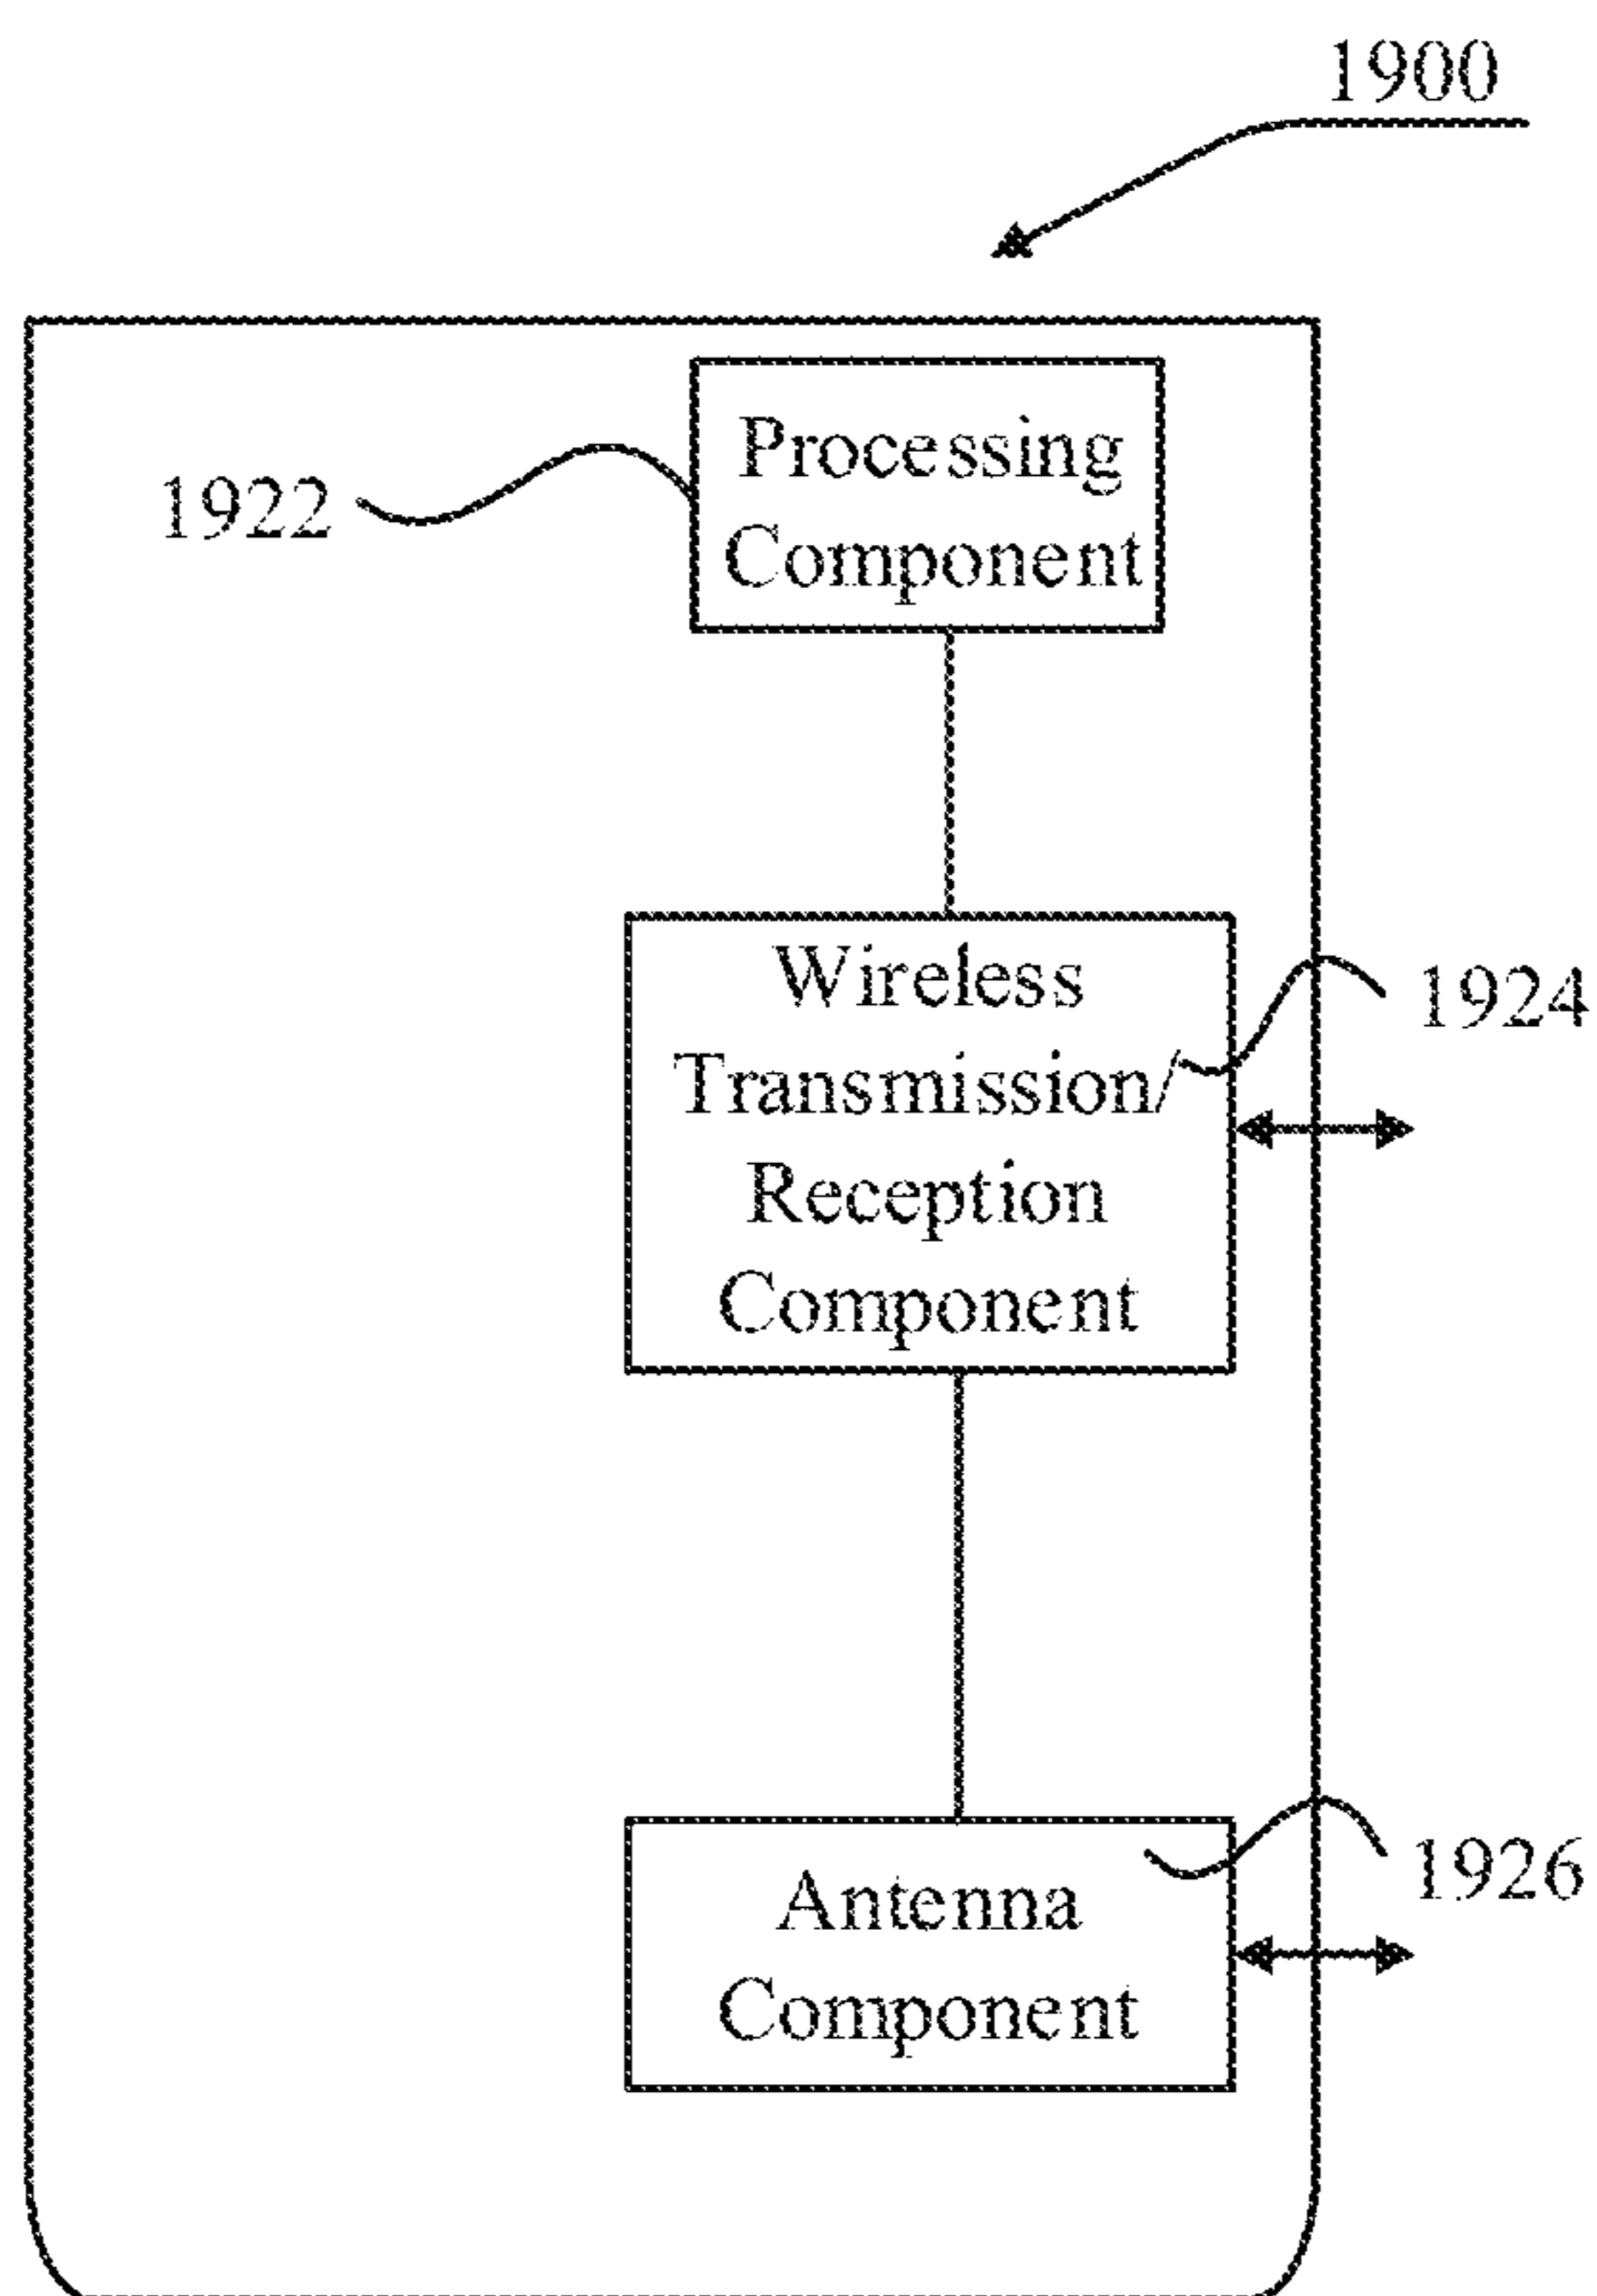 1900
Processing
Component
1922
Wireless
Transmission/
Reception
Component
1924
Antenna
Component
1926